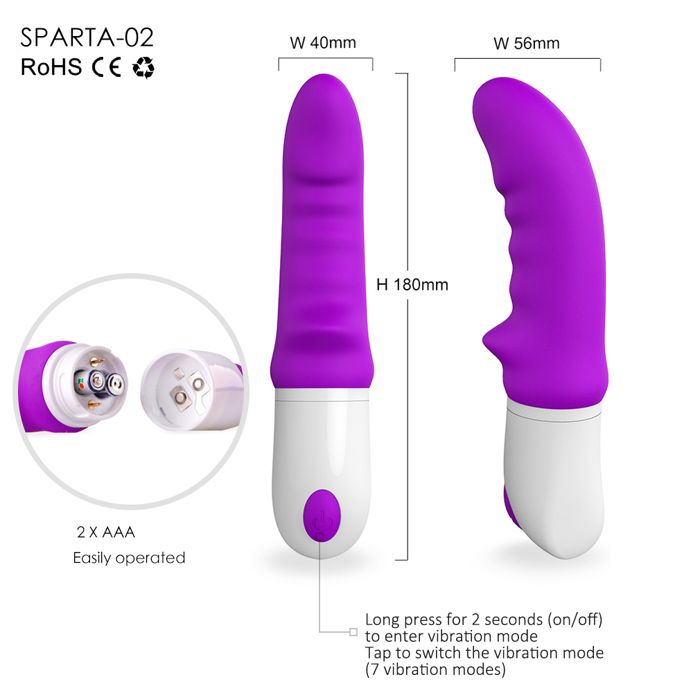 SPARTA-02
RoHS CE
W 40mm
W 56mm
H 180mm
2 X AAA
Easily operated
Long press for 2 seconds (on/off)
to enter vibration mode
Tap to switch the vibration mode
(7 vibration modes)